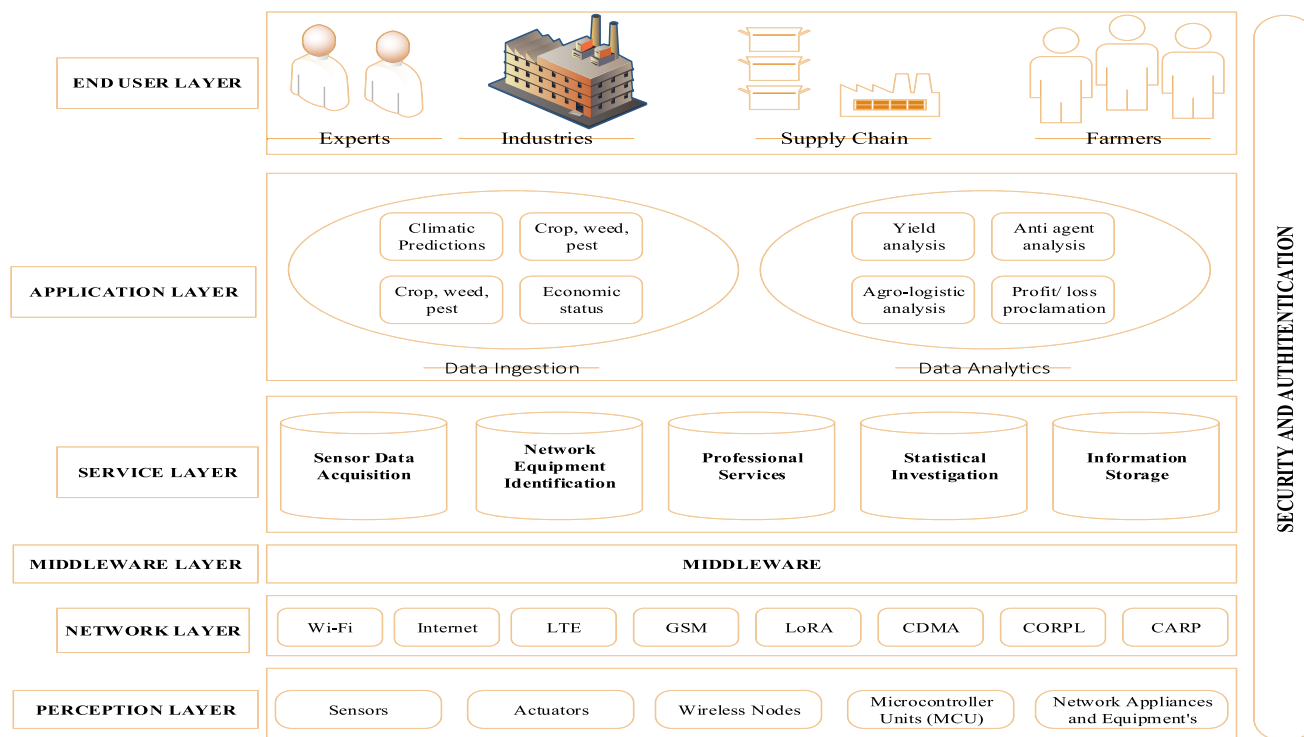 END USER LAYER
Experts
Industries
Supply Chain
Farmers
APPLICATION LAYER
Climatic
Predictions
Crop, weed,
pest
Crop, weed,
pest
Economic
status
Data Ingestion
Yield
analysis
Anti agent
analysis
Agro-logistic
analysis
Profit/ loss
proclamation
Data Analytics
SERVICE LAYER
Sensor Data
Acquisition
Network
Equipment
Identification
Professional
Services
Statistical
Investigation
Information
Storage
MIDDLEWARE LAYER
MIDDLEWARE
NETWORK LAYER
Wi-Fi
Internet
LTE
GSM
LoRA
CDMA
CORPL
CARP
PERCEPTION LAYER
Sensors
Actuators
Wireless Nodes
Microcontroller
Units (MCU)
Network Appliances
and Equipment's
SECURITY AND AUTHITENTICATION